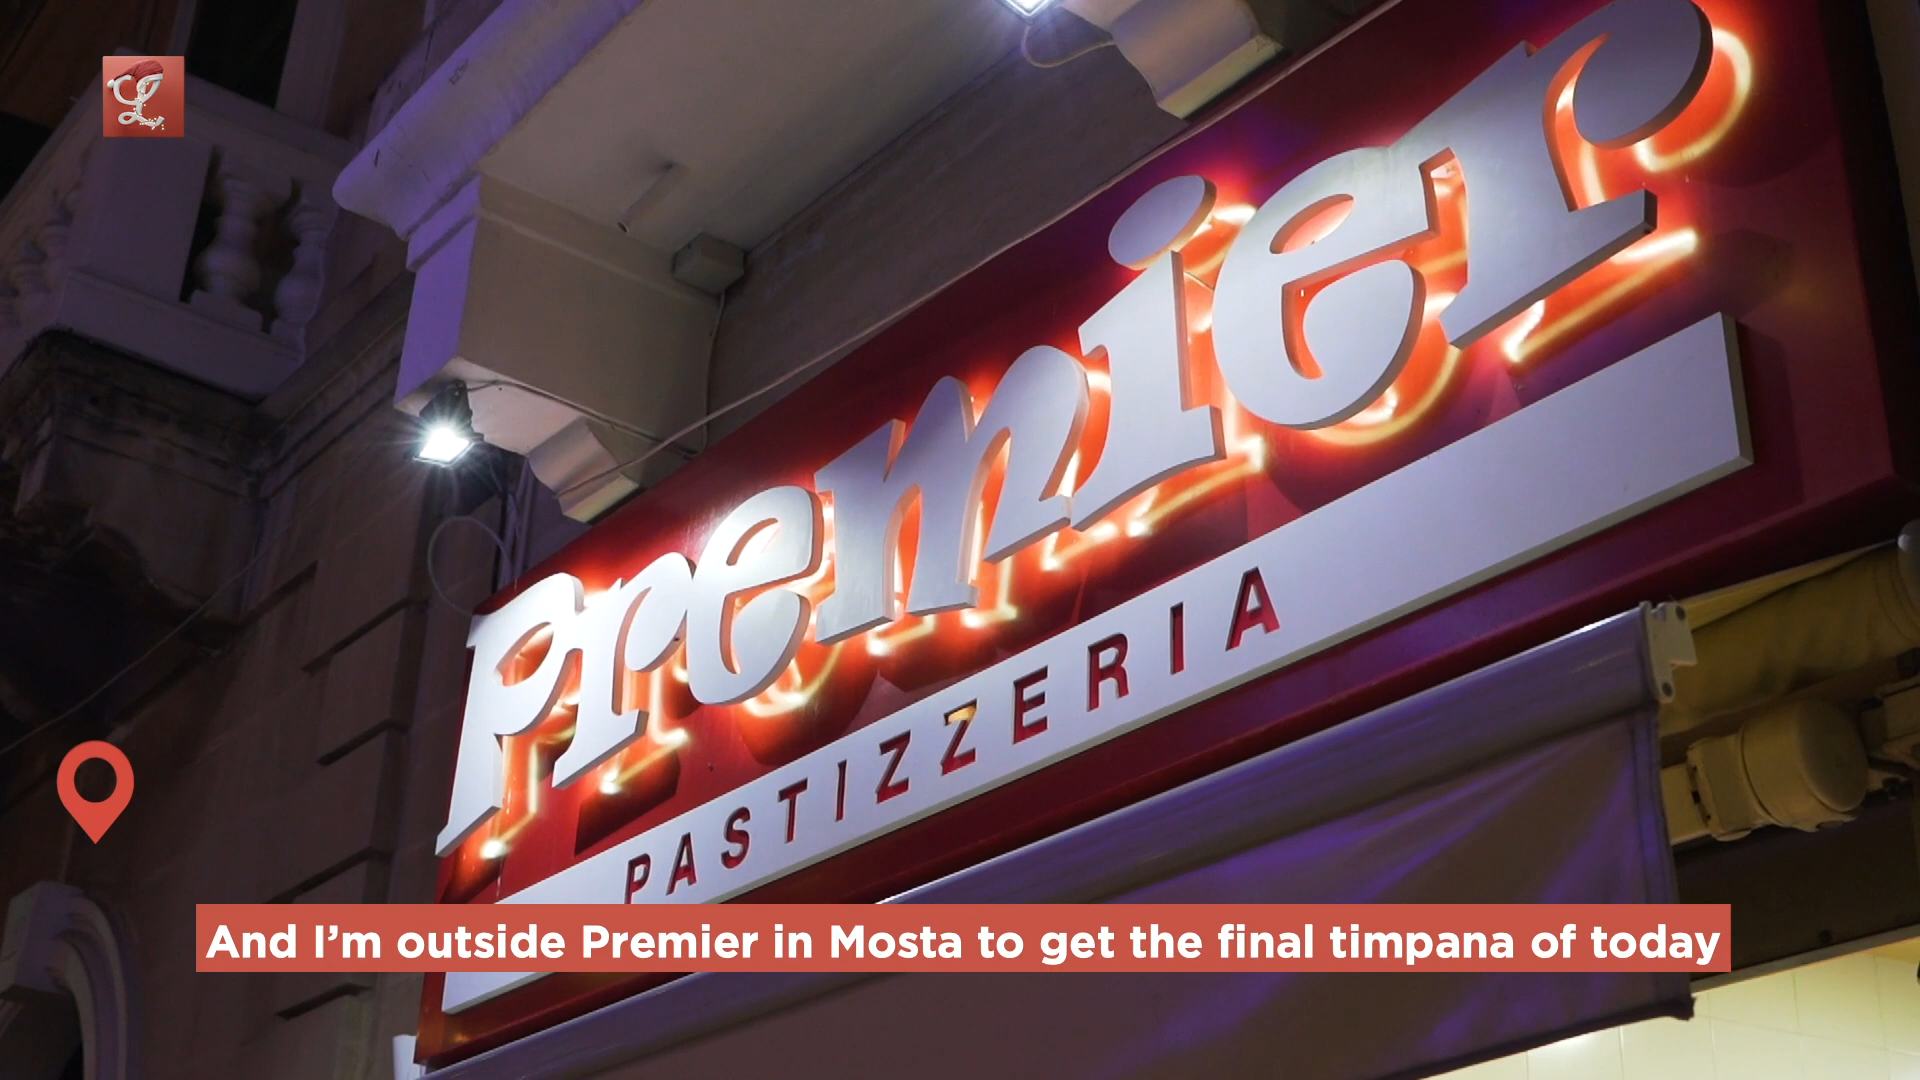 L
Premier
PASTIZZERIA
And I’m outside Premier in Mosta to get the final timpana of today